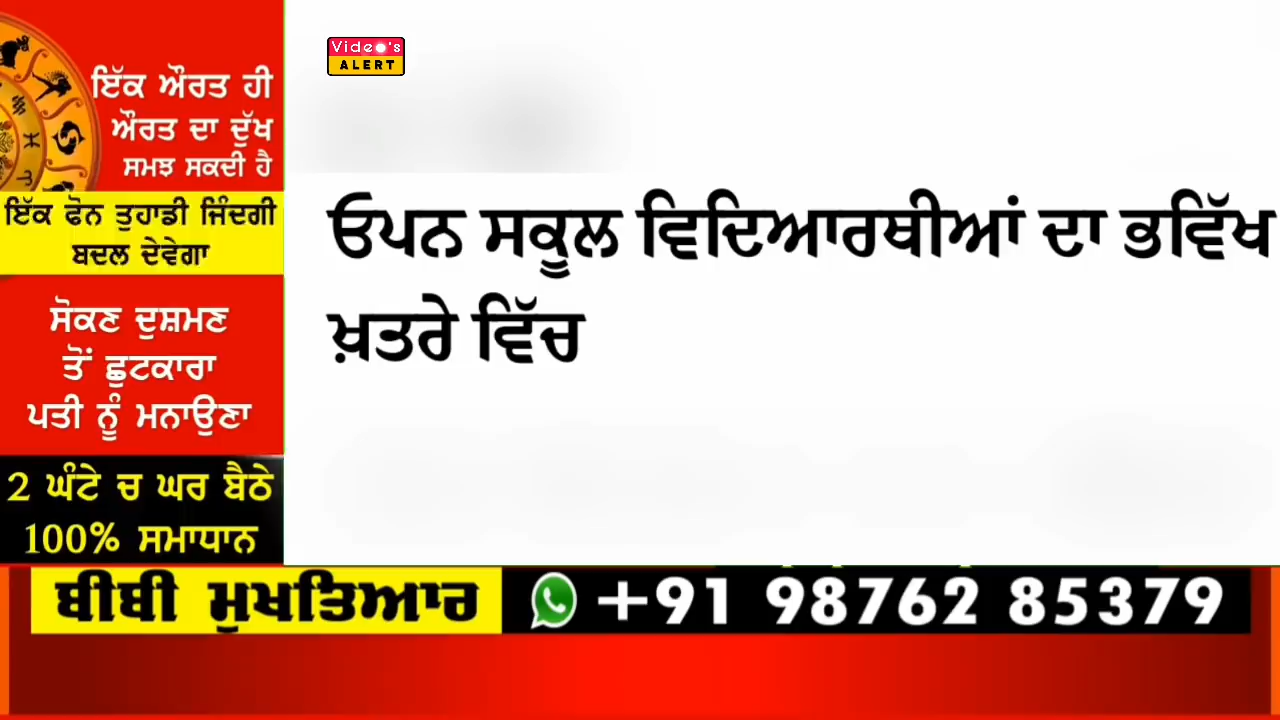 Video's
ALERT
ਇੱਕ ਔਰਤ ਹੀ
ਔਰਤ ਦਾ ਦੁੱਖ
ਸਮਝ ਸਕਦੀ ਹੈ
ਇੱਕ ਫੋਨ ਤੁਹਾਡੀ ਜਿੰਦਗੀ
ਬਦਲ ਦੇਵੇਗਾ
ਸੋਕਣ ਦੁਸ਼ਮਣ
ਤੋਂ ਛੁਟਕਾਰਾ
ਪਤੀ ਨੂੰ ਮਨਾਉਣਾ
2 ਘੰਟੇ ਚ ਘਰ ਬੈਠੇ
100% ਸਮਾਧਾਨ
ਓਪਨ ਸਕੂਲ ਵਿਦਿਆਰਥੀਆਂ ਦਾ ਭਵਿੱਖ
ਖ਼ਤਰੇ ਵਿੱਚ
ਬੀਬੀ ਮੁਖਤਿਆਰ +91 98762 85379